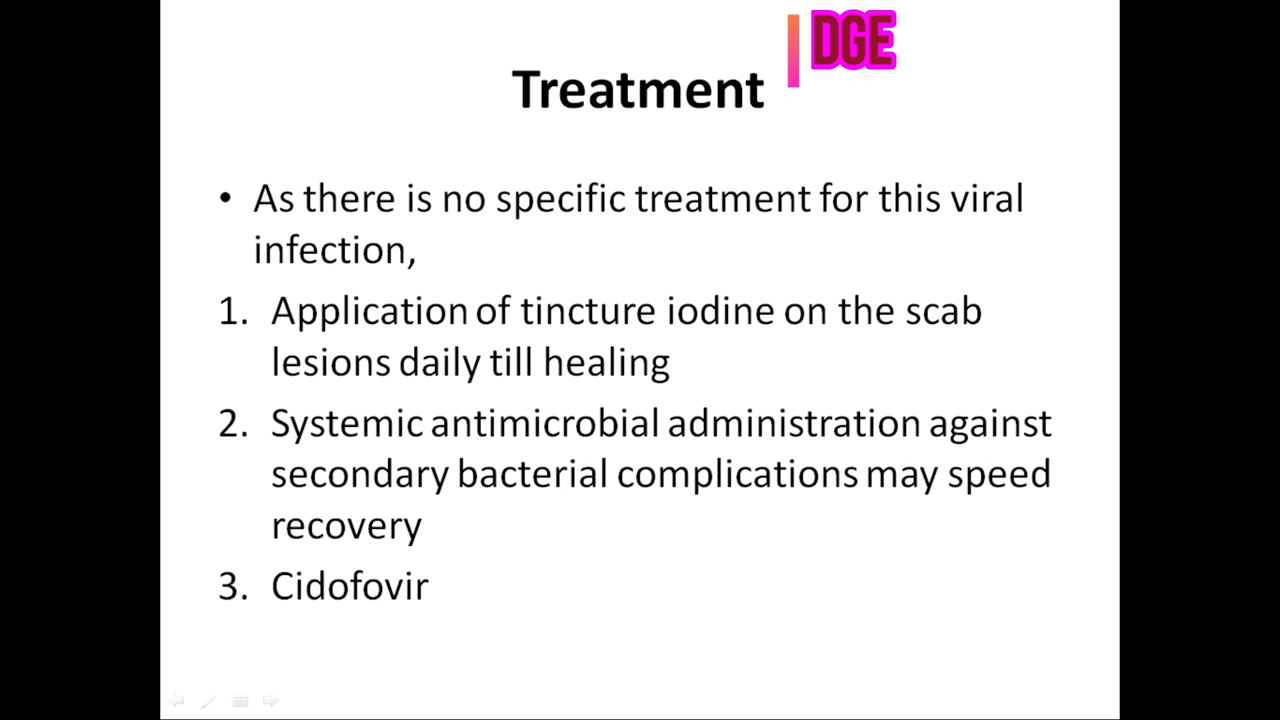 DGE
Treatment
• As there is no specific treatment for this viral
infection,
1. Application of tincture iodine on the scab
lesions daily till healing
2. Systemic antimicrobial administration against
secondary bacterial complications may speed
recovery
3. Cidofovir